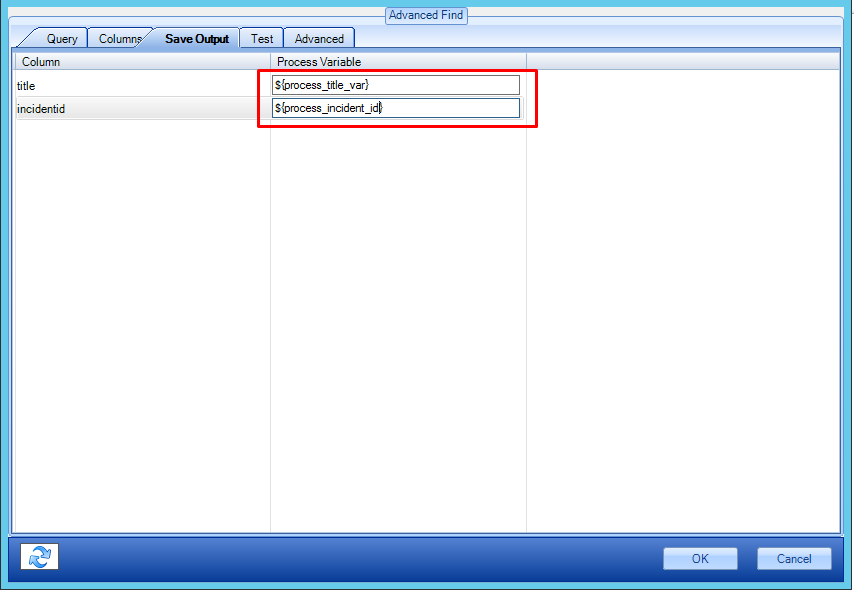 Advanced Find
Query Columns Save Output Test Advanced
Column Process Variable
title ${process_title_var}
incidentid ${process_incident_id}
OK Cancel